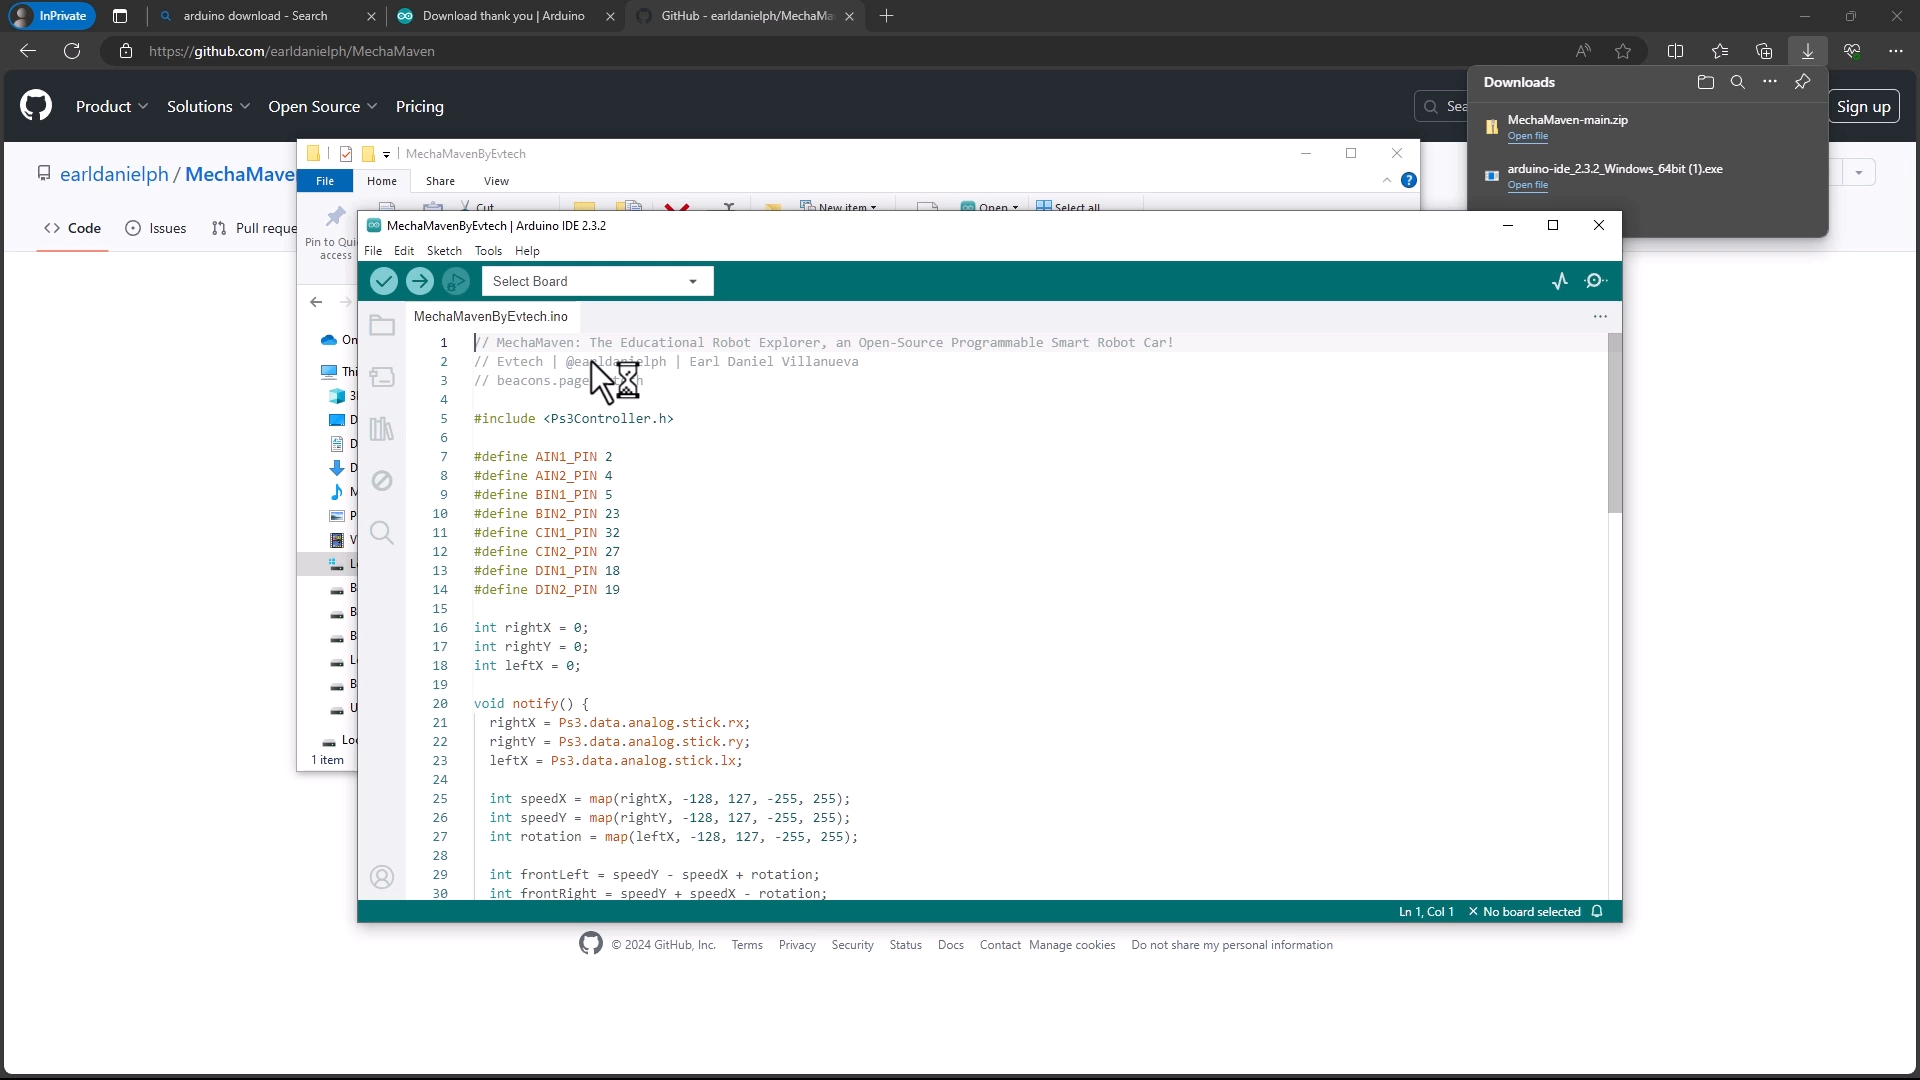 InPrivate
arduino download - Search
Download thank you | Arduino
GitHub - earldanielph/MechaMa
https://github.com/earldanielph/MechaMaven
Product
Solutions
Open Source
Pricing
Sea
Sign up
Downloads
MechaMaven-main.zip
Open file
arduino-ide_2.3.2_Windows_64bit (1).exe
Open file
earldanielph / MechaMave
Code
Issues
Pull reque
MechaMavenByEvtech
File
Home
Share
View
Pin to Qui
access
Cut
New item
Open
Select all
1 item
MechaMavenByEvtech | Arduino IDE 2.3.2
File Edit Sketch Tools Help
Select Board
MechaMavenByEvtech.ino
1 // MechaMaven: The Educational Robot Explorer, an Open-Source Programmable Smart Robot Car!
2 // Evtech | @earldanielph | Earl Daniel Villanueva
3 // beacons.page
4
5 #include <Ps3Controller.h>
6
7 #define AIN1_PIN 2
8 #define AIN2_PIN 4
9 #define BIN1_PIN 5
10 #define BIN2_PIN 23
11 #define CIN1_PIN 32
12 #define CIN2_PIN 27
13 #define DIN1_PIN 18
14 #define DIN2_PIN 19
15
16 int rightX = 0;
17 int rightY = 0;
18 int leftX = 0;
19
20 void notify() {
21 rightX = Ps3.data.analog.stick.rx;
22 rightY = Ps3.data.analog.stick.ry;
23 leftX = Ps3.data.analog.stick.lx;
24
25 int speedX = map(rightX, -128, 127, -255, 255);
26 int speedY = map(rightY, -128, 127, -255, 255);
27 int rotation = map(leftX, -128, 127, -255, 255);
28
29 int frontLeft = speedY - speedX + rotation;
30 int frontRight = speedY + speedX - rotation;
Ln 1, Col 1
No board selected
© 2024 GitHub, Inc.
Terms
Privacy
Security
Status
Docs
Contact
Manage cookies
Do not share my personal information